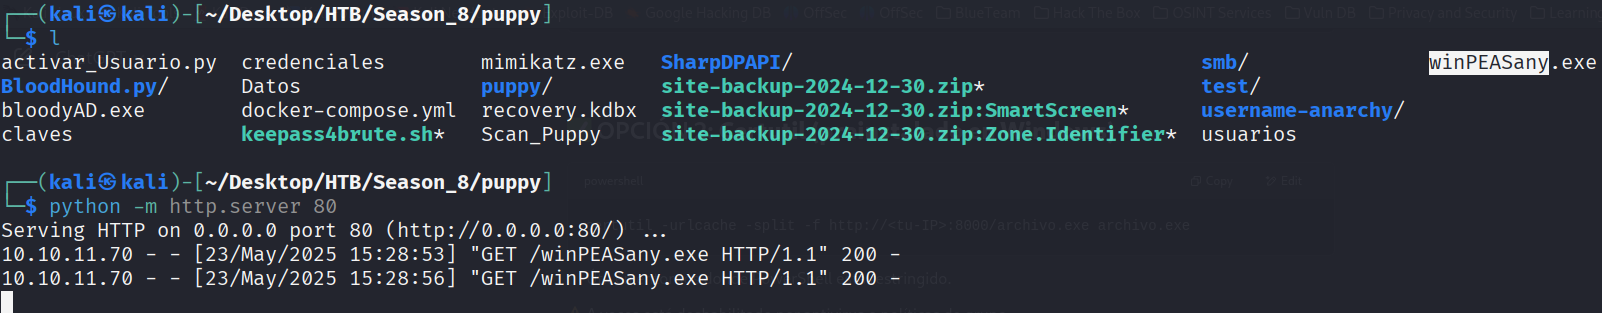 (kali㉿kali)-[~/Desktop/HTB/Season_8/puppy]
$ l
activar_Usuario.py credenciales mimikatz.exe SharpDPAPI/ smb/ winPEASany.exe
BloodHound.py/ Datos puppy/ site-backup-2024-12-30.zip* test/
bloodyAD.exe docker-compose.yml recovery.kdbx site-backup-2024-12-30.zip:SmartScreen* username-anarchy/
claves keepass4brute.sh* Scan_Puppy site-backup-2024-12-30.zip:Zone.Identifier* usuarios
(kali㉿kali)-[~/Desktop/HTB/Season_8/puppy]
$ python -m http.server 80
Serving HTTP on 0.0.0.0 port 80 (http://0.0.0.0:80/) ...
10.10.11.70 - - [23/May/2025 15:28:53] "GET /winPEASany.exe HTTP/1.1" 200 -
10.10.11.70 - - [23/May/2025 15:28:56] "GET /winPEASany.exe HTTP/1.1" 200 -